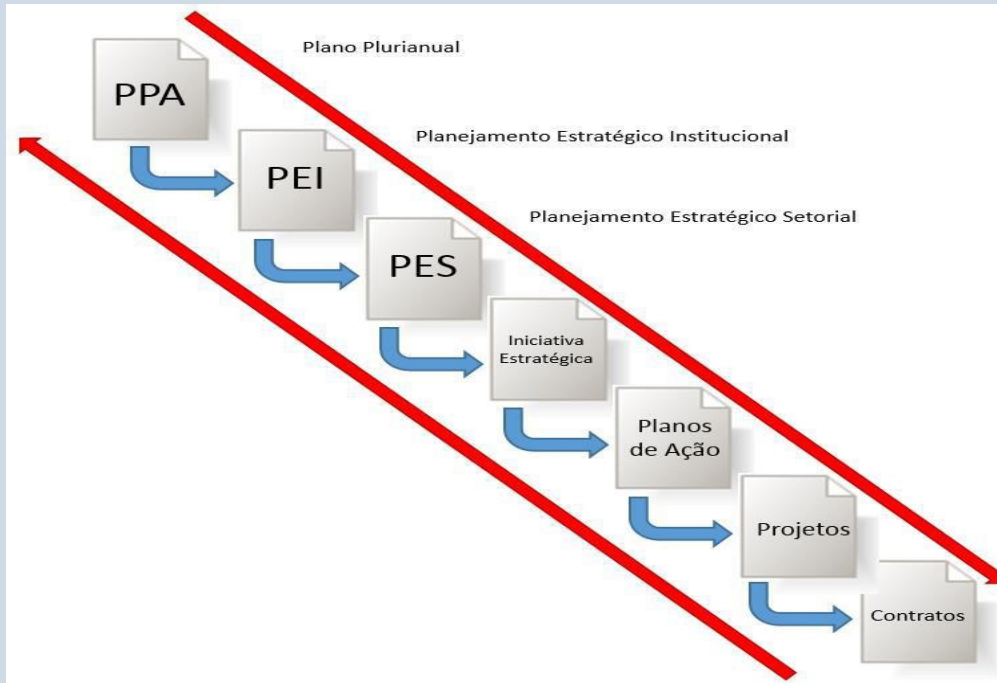 Plano Plurianual
PPA
Planejamento Estratégico Institucional
PEI
Planejamento Estratégico Setorial
PES
Iniciativa
Estratégica
Planos
de Ação
Projetos
Contratos